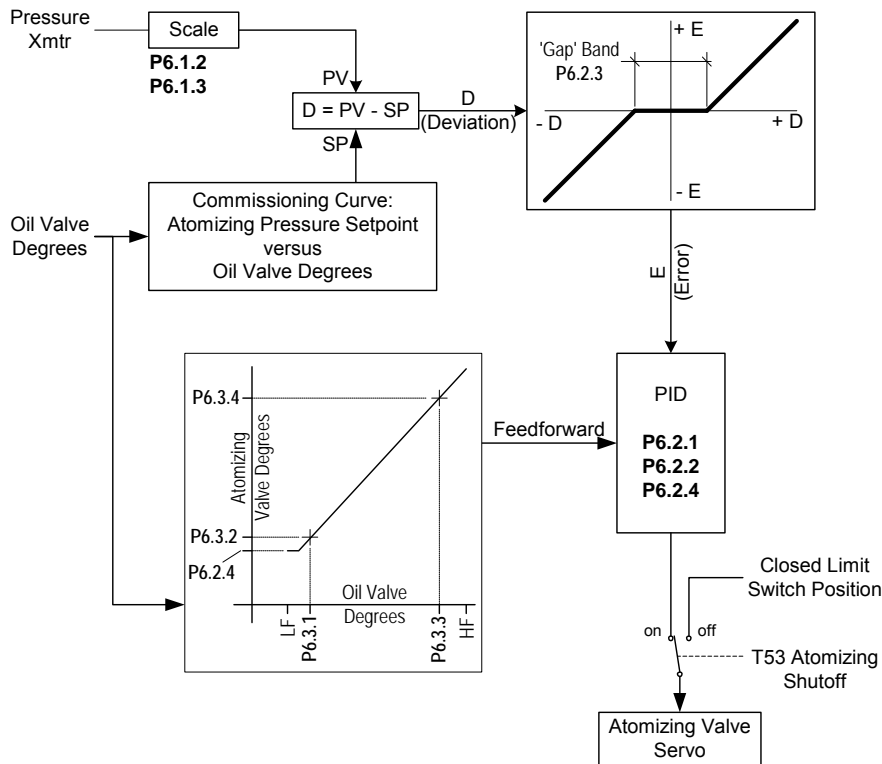 Pressure
Xmtr
Scale
P6.1.2
P6.1.3
PV
D = PV - SP
SP
D
(Deviation)
'Gap' Band
P6.2.3
+ E
- D
+ D
- E
Oil Valve
Degrees
Commissioning Curve:
Atomizing Pressure Setpoint
versus
Oil Valve Degrees
E
(Error)
P6.3.4
Atomizing
Valve Degrees
P6.3.2
P6.2.4
Oil Valve
Degrees
LF
P6.3.1
P6.3.3
HF
Feedforward
PID
P6.2.1
P6.2.2
P6.2.4
Closed Limit
Switch Position
on
off
T53 Atomizing
Shutoff
Atomizing Valve
Servo